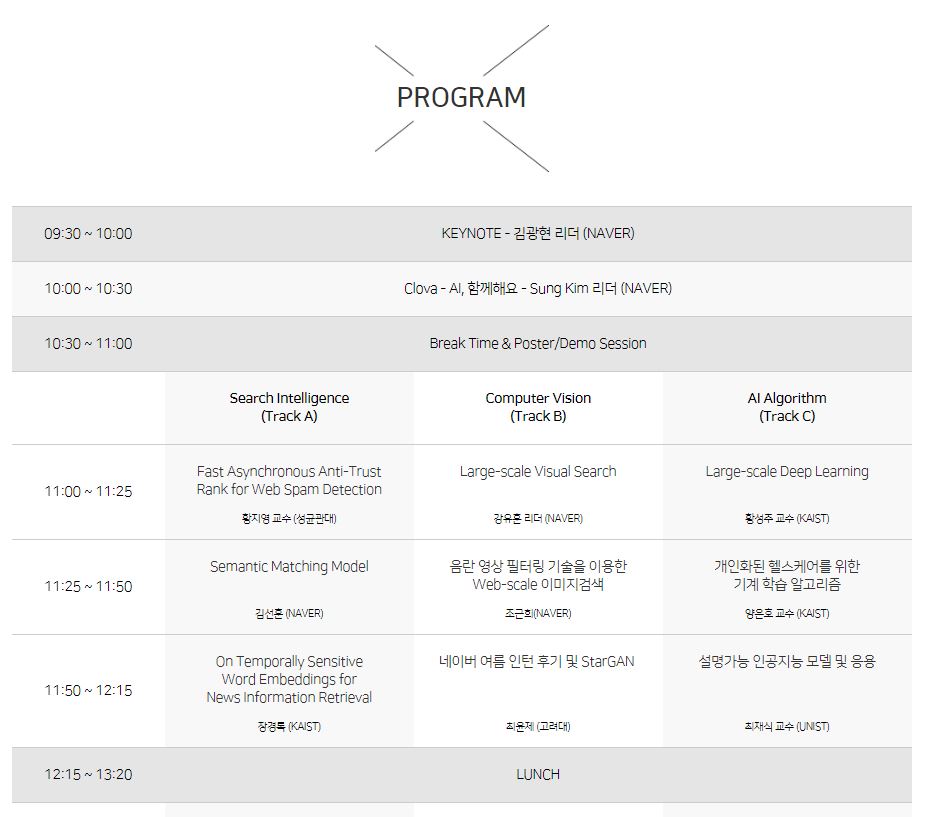 PROGRAM
09:30 ~ 10:00
KEYNOTE - 김광현 리더 (NAVER)
10:00 ~ 10:30
Clova - AI, 함께해요 - Sung Kim 리더 (NAVER)
10:30 ~ 11:00
Break Time & Poster/Demo Session
Search Intelligence
(Track A)
Computer Vision
(Track B)
AI Algorithm
(Track C)
11:00 ~ 11:25
Fast Asynchronous Anti-Trust
Rank for Web Spam Detection
황지영 교수 (성균관대)
Large-scale Visual Search
강유훈 리더 (NAVER)
Large-scale Deep Learning
황성주 교수 (KAIST)
11:25 ~ 11:50
Semantic Matching Model
김선훈 (NAVER)
음란 영상 필터링 기술을 이용한
Web-scale 이미지검색
조근희(NAVER)
개인화된 헬스케어를 위한
기계 학습 알고리즘
양은호 교수 (KAIST)
11:50 ~ 12:15
On Temporally Sensitive
Word Embeddings for
News Information Retrieval
장경록 (KAIST)
네이버 여름 인턴 후기 및 StarGAN
최윤제 (고려대)
설명가능 인공지능 모델 및 응용
최재식 교수 (UNIST)
12:15 ~ 13:20
LUNCH